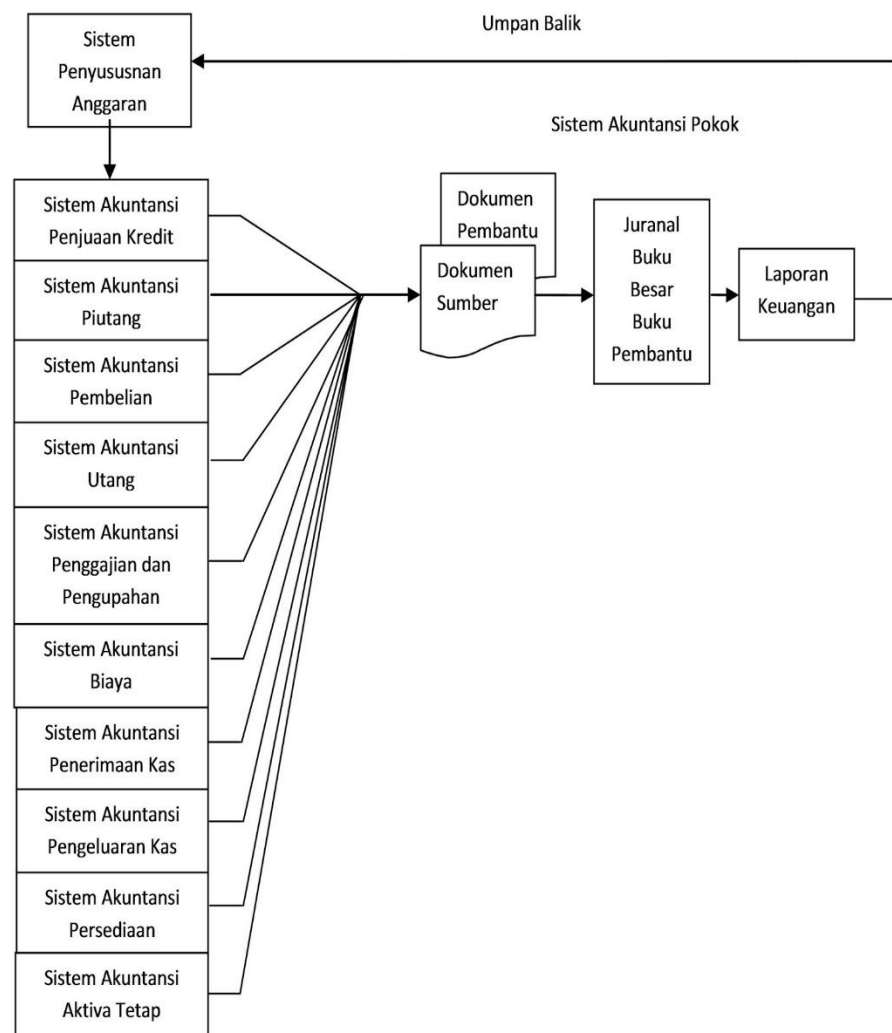 Umpan Balik
Sistem
Penyususnan
Anggaran
Sistem Akuntansi Pokok
Sistem Akuntansi
Penjuaan Kredit
Sistem Akuntansi
Piutang
Sistem Akuntansi
Pembelian
Sistem Akuntansi
Utang
Sistem Akuntansi
Penggajian dan
Pengupahan
Sistem Akuntansi
Biaya
Sistem Akuntansi
Penerimaan Kas
Sistem Akuntansi
Pengeluaran Kas
Sistem Akuntansi
Persediaan
Sistem Akuntansi
Aktiva Tetap
Dokumen
Pembantu
Dokumen
Sumber
Juranal
Buku
Besar
Buku
Pembantu
Laporan
Keuangan